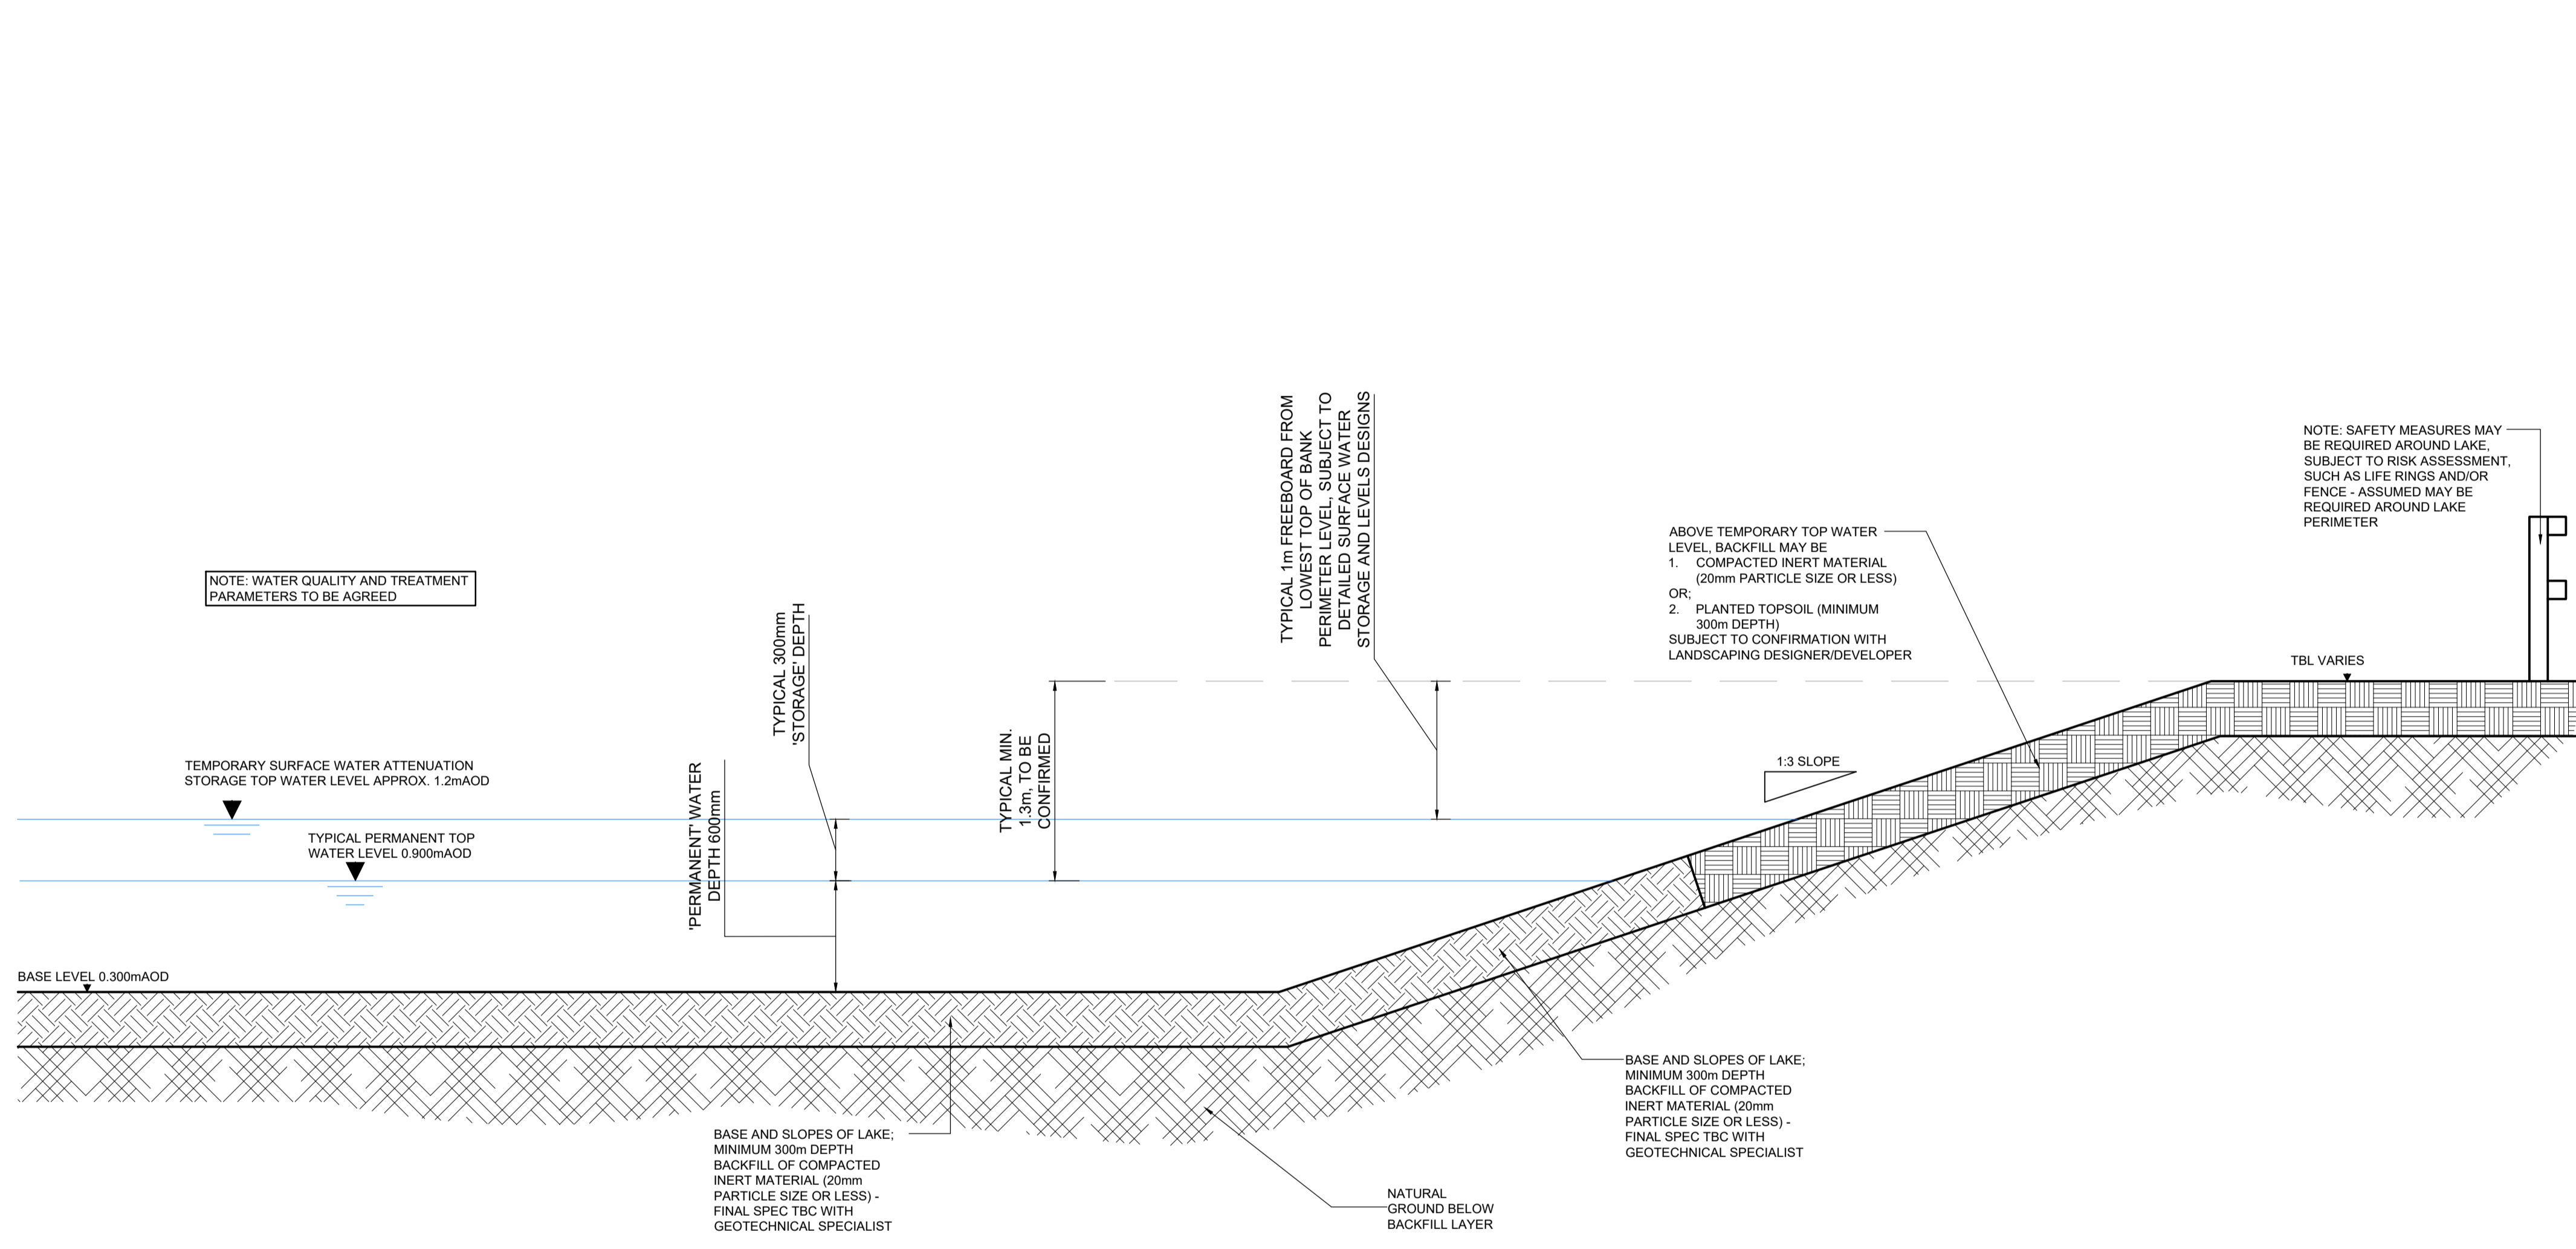 NOTE: WATER QUALITY AND TREATMENT
PARAMETERS TO BE AGREED
TEMPORARY SURFACE WATER ATTENUATION
STORAGE TOP WATER LEVEL APPROX. 1.2mAOD
TYPICAL PERMANENT TOP
WATER LEVEL 0.900mAOD
BASE LEVEL 0.300mAOD
'PERMANENT' WATER
DEPTH 600mm
TYPICAL 300mm
'STORAGE' DEPTH
TYPICAL MIN.
1.3m, TO BE
CONFIRMED
TYPICAL 1m FREEBOARD FROM
LOWEST TOP OF BANK
PERIMETER LEVEL, SUBJECT TO
DETAILED SURFACE WATER
STORAGE AND LEVELS DESIGNS
ABOVE TEMPORARY TOP WATER
LEVEL, BACKFILL MAY BE
1. COMPACTED INERT MATERIAL
(20mm PARTICLE SIZE OR LESS)
OR;
2. PLANTED TOPSOIL (MINIMUM
300m DEPTH)
SUBJECT TO CONFIRMATION WITH
LANDSCAPING DESIGNER/DEVELOPER
1:3 SLOPE
NOTE: SAFETY MEASURES MAY
BE REQUIRED AROUND LAKE,
SUBJECT TO RISK ASSESSMENT,
SUCH AS LIFE RINGS AND/OR
FENCE - ASSUMED MAY BE
REQUIRED AROUND LAKE
PERIMETER
TBL VARIES
BASE AND SLOPES OF LAKE;
MINIMUM 300m DEPTH
BACKFILL OF COMPACTED
INERT MATERIAL (20mm
PARTICLE SIZE OR LESS) -
FINAL SPEC TBC WITH
GEOTECHNICAL SPECIALIST
NATURAL
GROUND BELOW
BACKFILL LAYER
BASE AND SLOPES OF LAKE;
MINIMUM 300m DEPTH
BACKFILL OF COMPACTED
INERT MATERIAL (20mm
PARTICLE SIZE OR LESS) -
FINAL SPEC TBC WITH
GEOTECHNICAL SPECIALIST